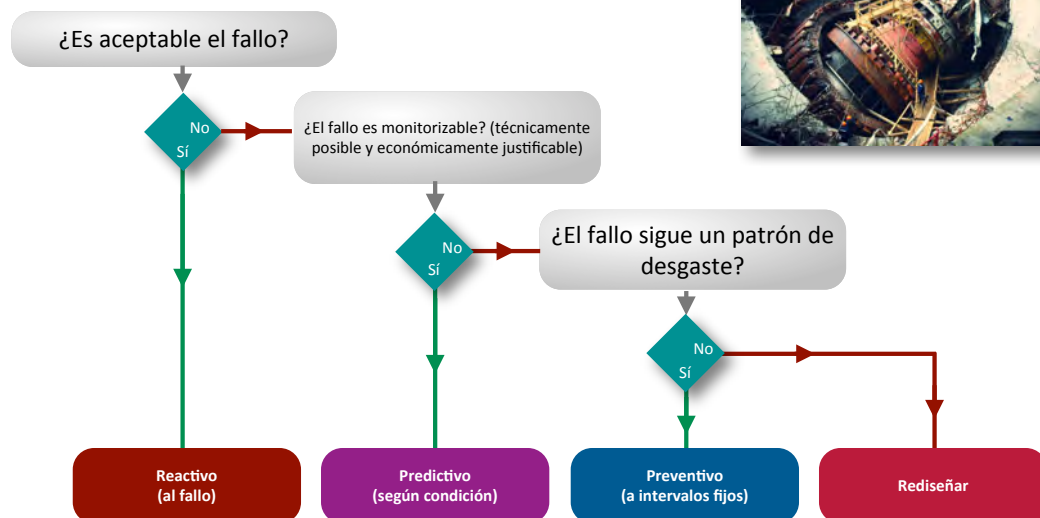 ¿Es aceptable el fallo?
No
Sí
¿El fallo es monitorizable? (técnicamente
posible y económicamente justificable)
No
Sí
¿El fallo sigue un patrón de
desgaste?
No
Sí
Reactivo
(al fallo)
Predictivo
(según condición)
Preventivo
(a intervalos fijos)
Rediseñar